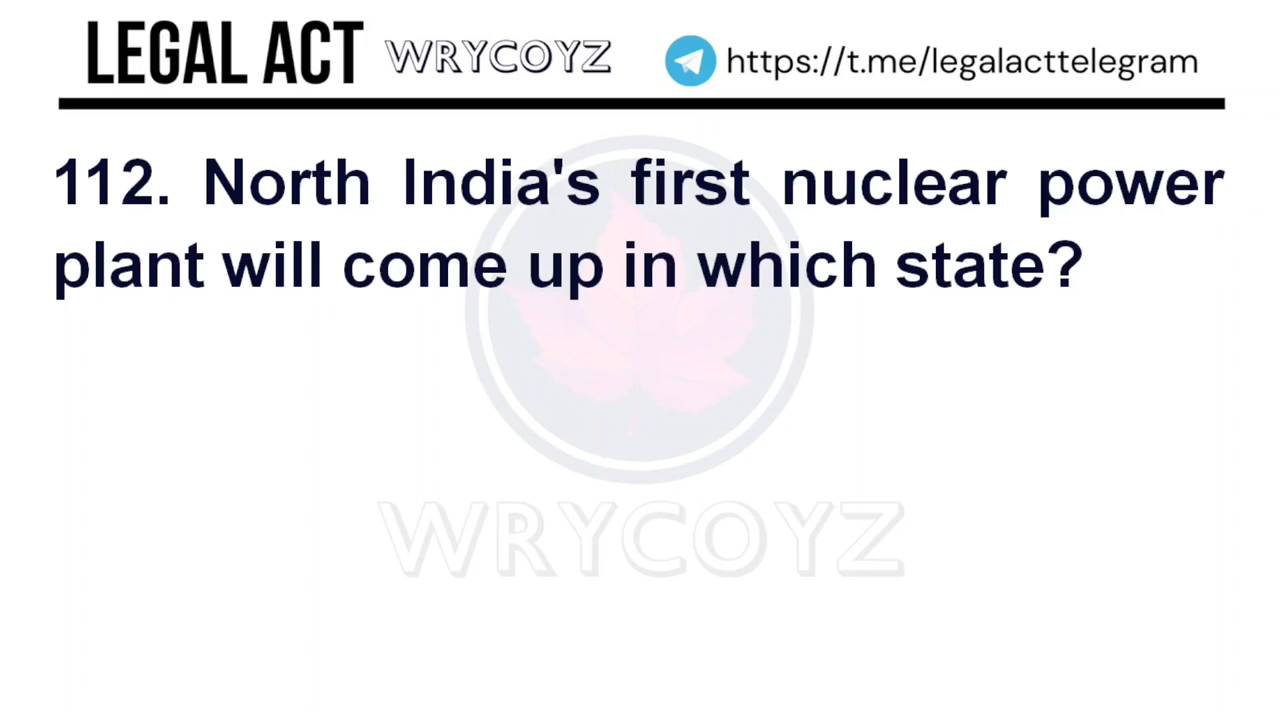 LEGAL ACT WRYCOYZ https://t.me/legalacttelegram
112. North India's first nuclear power
plant will come up in which state?
WRYCOYZ